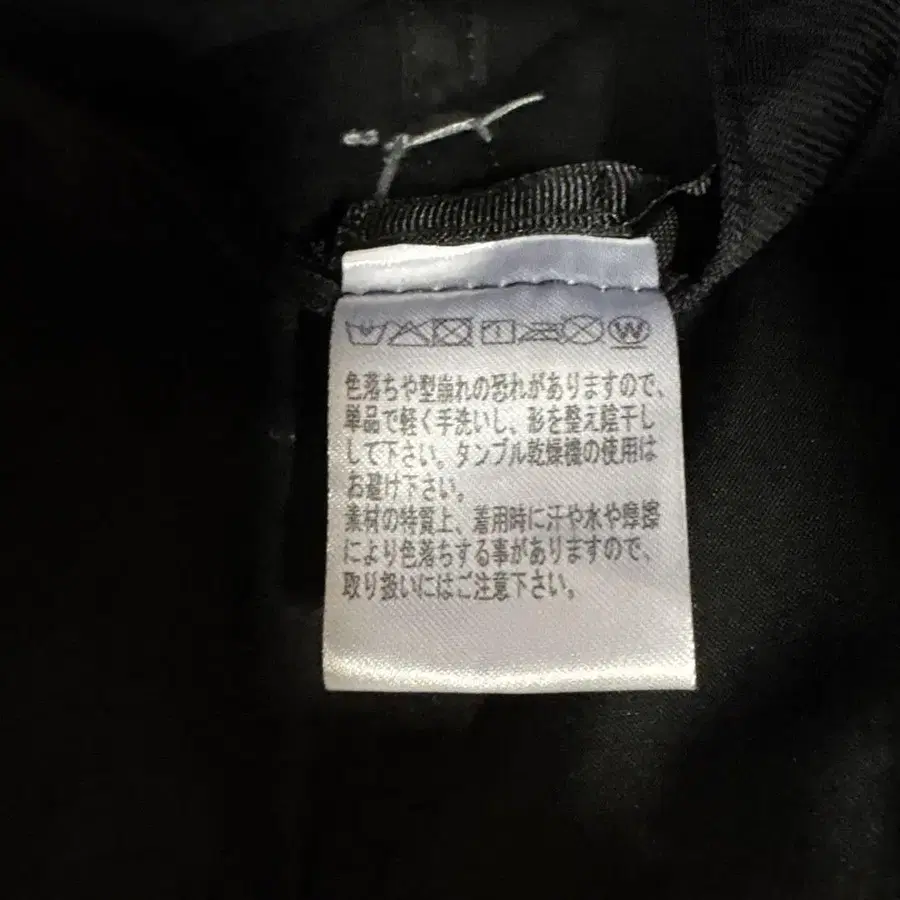 色落ちや型崩れの恐れがありますので、
単品で軽く手洗いし、形を整え陰干し
して下さい。タンブル乾燥機の使用は
お避け下さい。
素材の特質上、着用時に汗や水や摩擦
により色落ちする事がありますので、
取り扱いにはご注意下さい。